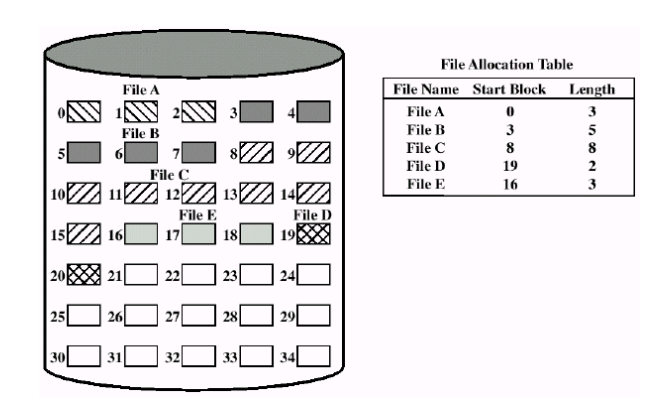 File Allocation Table
File Name Start Block Length
File A 0 3
File B 3 5
File C 8 8
File D 19 2
File E 16 3
File A
0 1 2 3 4
File B
5 6 7 8 9
File C
10 11 12 13 14
File E File D
15 16 17 18 19
20 21 22 23 24
25 26 27 28 29
30 31 32 33 34